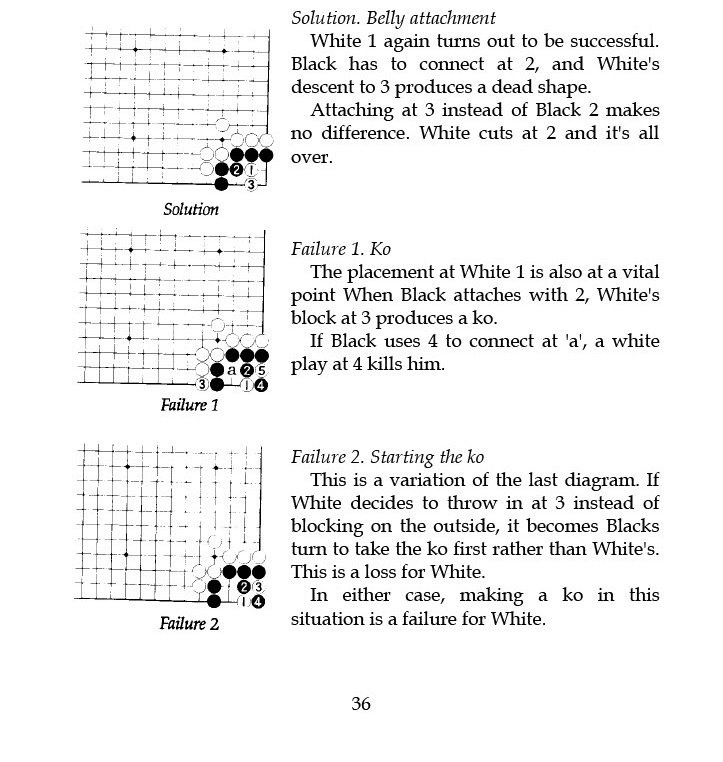 Solution. Belly attachment
White 1 again turns out to be successful.
Black has to connect at 2, and White's
descent to 3 produces a dead shape.
Attaching at 3 instead of Black 2 makes
no difference. White cuts at 2 and it's all
over.
2 1
3
Solution
Failure 1. Ko
The placement at White 1 is also at a vital
point When Black attaches with 2, White's
block at 3 produces a ko.
If Black uses 4 to connect at 'a', a white
play at 4 kills him.
a 2 5
3 1 4
Failure 1
Failure 2. Starting the ko
This is a variation of the last diagram. If
White decides to throw in at 3 instead of
blocking on the outside, it becomes Blacks
turn to take the ko first rather than White's.
This is a loss for White.
In either case, making a ko in this
situation is a failure for White.
2 3
1 4
Failure 2
36